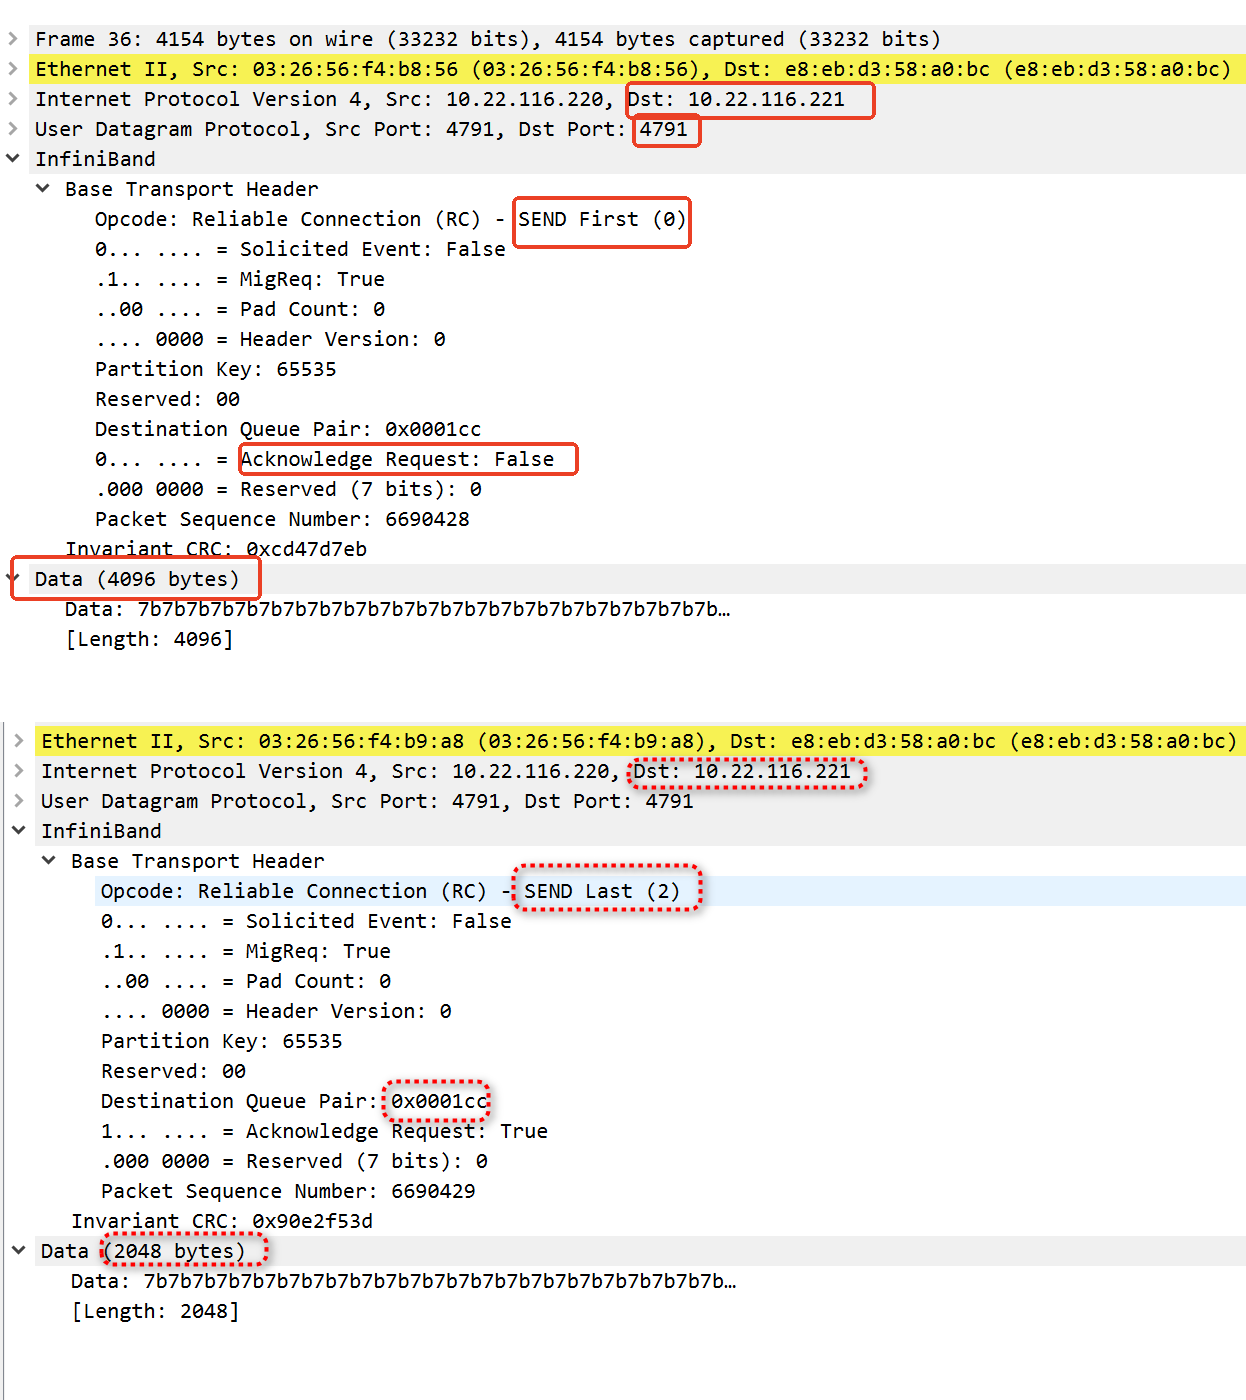 Frame 36: 4154 bytes on wire (33232 bits), 4154 bytes captured (33232 bits)
Ethernet II, Src: 03:26:56:f4:b8:56 (03:26:56:f4:b8:56), Dst: e8:eb:d3:58:a0:bc (e8:eb:d3:58:a0:bc)
Internet Protocol Version 4, Src: 10.22.116.220, Dst: 10.22.116.221
User Datagram Protocol, Src Port: 4791, Dst Port: 4791
InfiniBand
Base Transport Header
Opcode: Reliable Connection (RC) - SEND First (0)
0... .... = Solicited Event: False
.1.. .... = MigReq: True
..00 .... = Pad Count: 0
.... 0000 = Header Version: 0
Partition Key: 65535
Reserved: 00
Destination Queue Pair: 0x0001cc
0... .... = Acknowledge Request: False
.000 0000 = Reserved (7 bits): 0
Packet Sequence Number: 6690428
Invariant CRC: 0xcd47d7eb
Data (4096 bytes)
Data: 7b7b7b7b7b7b7b7b7b7b7b7b7b7b7b7b7b7b7b7b7b7b7b7b…
[Length: 4096]
Ethernet II, Src: 03:26:56:f4:b9:a8 (03:26:56:f4:b9:a8), Dst: e8:eb:d3:58:a0:bc (e8:eb:d3:58:a0:bc)
Internet Protocol Version 4, Src: 10.22.116.220, Dst: 10.22.116.221
User Datagram Protocol, Src Port: 4791, Dst Port: 4791
InfiniBand
Base Transport Header
Opcode: Reliable Connection (RC) - SEND Last (2)
0... .... = Solicited Event: False
.1.. .... = MigReq: True
..00 .... = Pad Count: 0
.... 0000 = Header Version: 0
Partition Key: 65535
Reserved: 00
Destination Queue Pair: 0x0001cc
1... .... = Acknowledge Request: True
.000 0000 = Reserved (7 bits): 0
Packet Sequence Number: 6690429
Invariant CRC: 0x90e2f53d
Data (2048 bytes)
Data: 7b7b7b7b7b7b7b7b7b7b7b7b7b7b7b7b7b7b7b7b7b7b7b7b…
[Length: 2048]